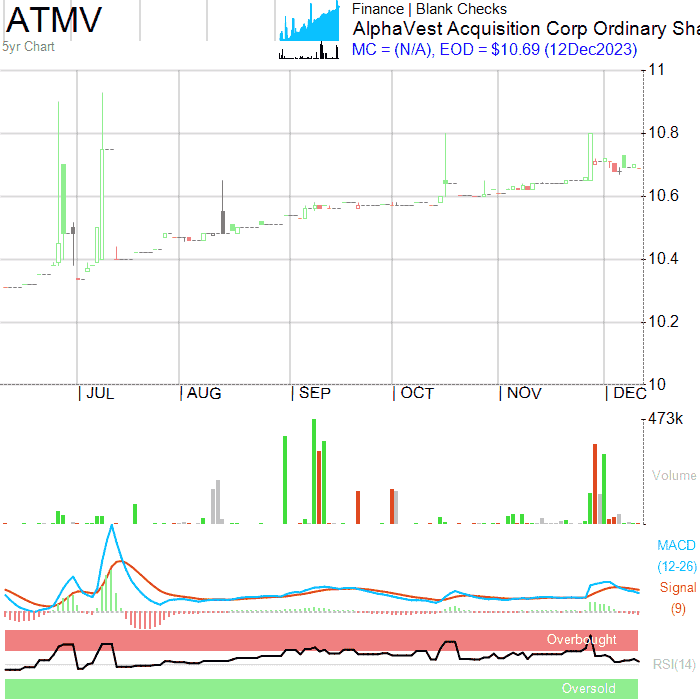 ATMV
5yr Chart
Finance | Blank Checks
AlphaVest Acquisition Corp Ordinary Sha
MC = (N/A), EOD = $10.69 (12Dec2023)
11
10.8
10.6
10.4
10.2
10
| JUL | AUG | SEP | OCT | NOV | DEC
473k
Volume
MACD
(12-26)
Signal
(9)
Overbought
RSI(14)
Oversold